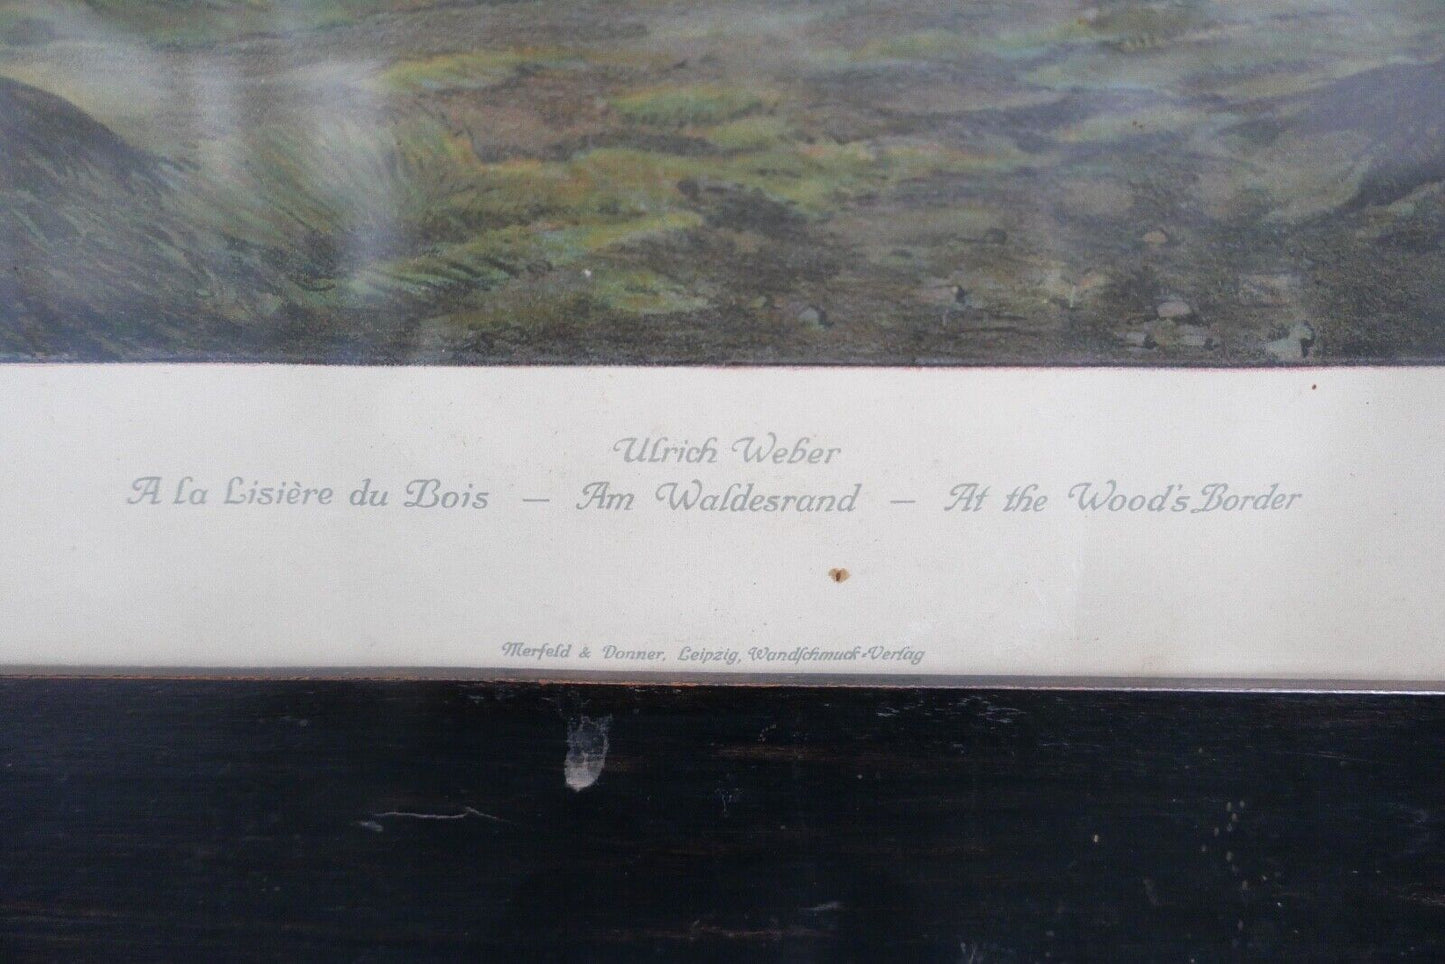 Ulrich Weber
A la Lisière du Bois — Am Waldesrand — At the Wood's Border
Merfeld & Donner, Leipzig, Wandschmuck-Verlag